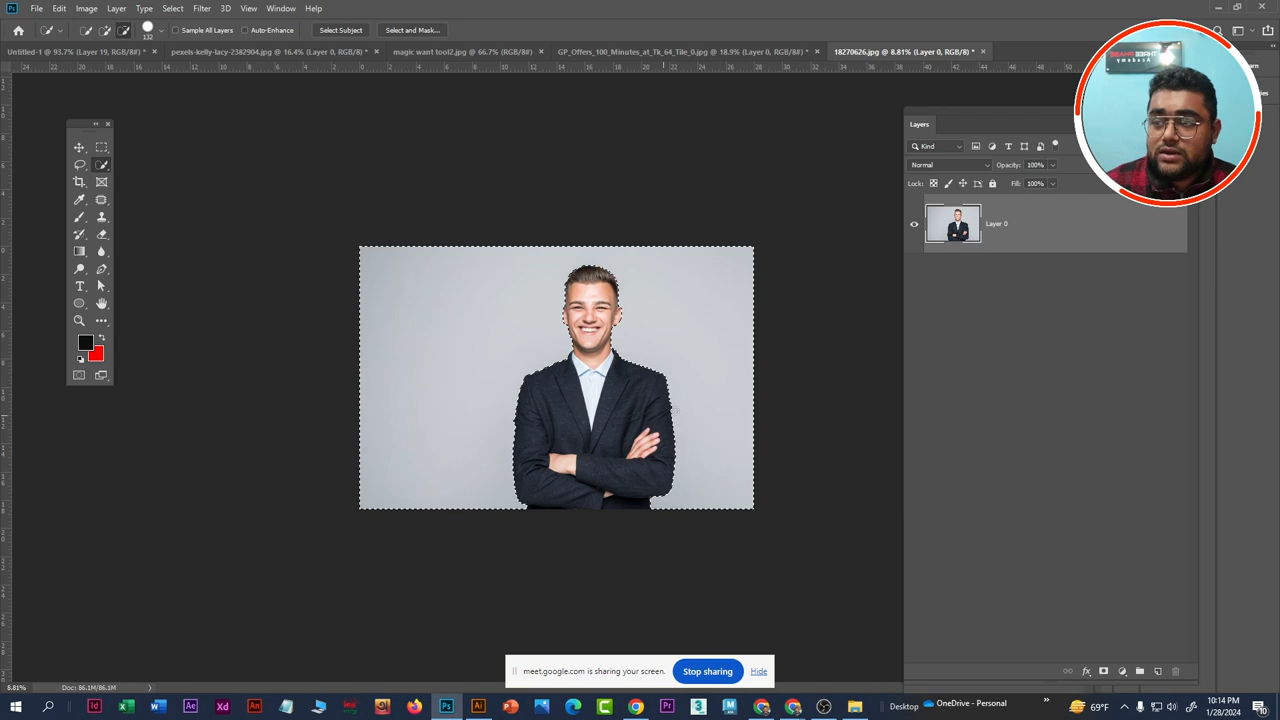 File Edit Image Layer Type Select Filter 3D View Window Help
132 Sample All Layers Auto-Enhance Select Subject Select and Mask...
Untitled-1 @ 93.7% (Layer 19, RGB/8#) * × pexels-kelly-lacy-2382904.jpg @ 16.4% (Layer 0, RGB/8) * × magic want tool2.jpg @ 66.7% (RGB/8#) × GP_Offers_100_Minutes_at_Tk_64_Tile_0.jpg @ 18.9% (Layer 0, RGB/8#) * × 18270626.jpg @ 8.81% (Layer 0, RGB/8) * ×
Layers
Kind
Normal Opacity: 100%
Lock: Fill: 100%
Layer 0
meet.google.com is sharing your screen. Stop sharing Hide
8.81% Doc: 86.1M/86.1M
Desktop OneDrive - Personal 69°F 10:14 PM
1/28/2024